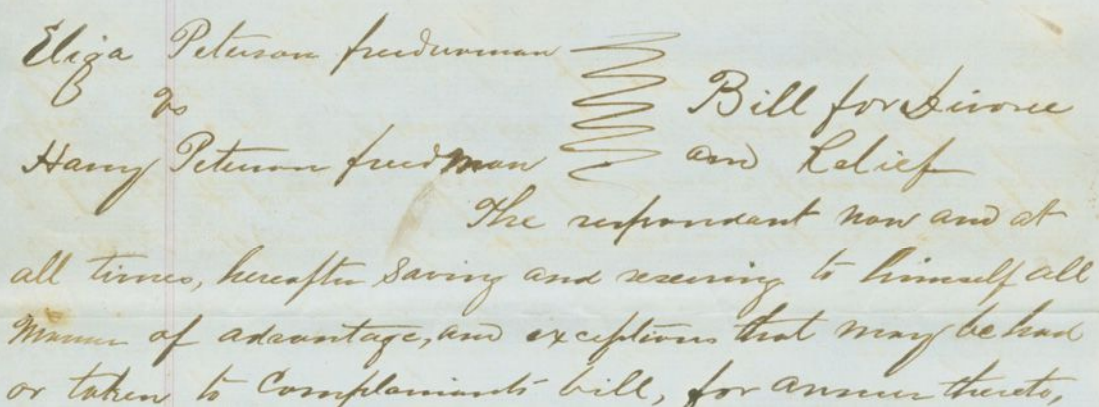 Eliza Peterson freedwoman
vs
Bill for Divorce
Harry Peterson freedman
and Relief
The respondant now and at
all times, hereafter saving and reserving to himself all
manner of advantage, and exceptions that may be had
or taken to Complainants bill, for answer thereto,